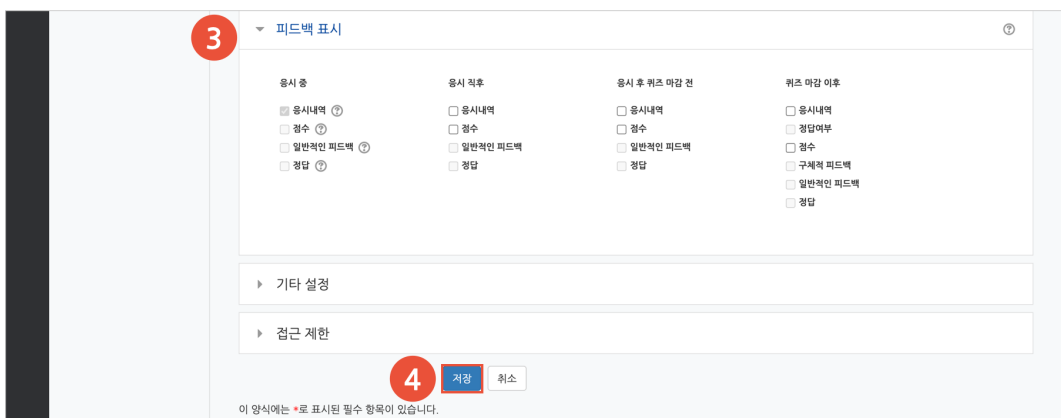 3
피드백 표시
응시 중 응시 직후 응시 후 퀴즈 마감 전 퀴즈 마감 이후
응시내역 응시내역 응시내역 응시내역
점수 점수 점수 정답여부
일반적인 피드백 일반적인 피드백 일반적인 피드백 점수
정답 정답 정답 구체적 피드백
일반적인 피드백
정답
기타 설정
접근 제한
4 저장 취소
이 양식에는 *로 표시된 필수 항목이 있습니다.